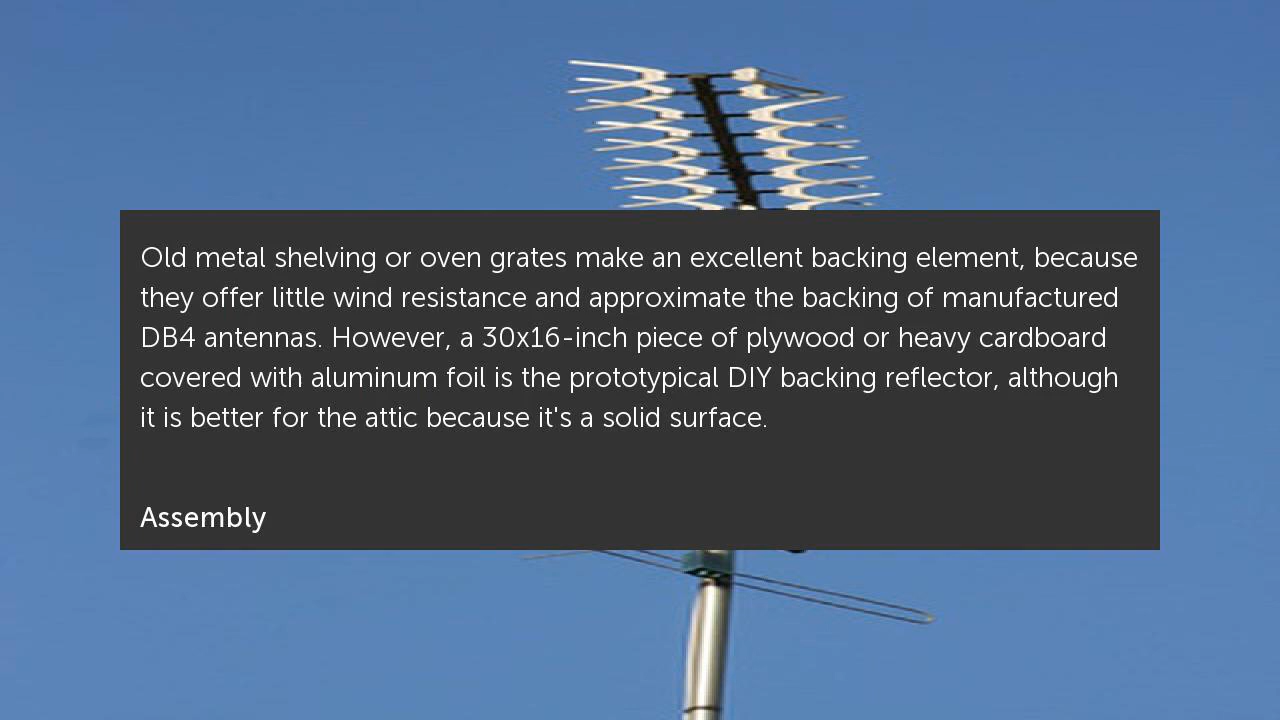 Old metal shelving or oven grates make an excellent backing element, because
they offer little wind resistance and approximate the backing of manufactured
DB4 antennas. However, a 30x16-inch piece of plywood or heavy cardboard
covered with aluminum foil is the prototypical DIY backing reflector, although
it is better for the attic because it's a solid surface.
Assembly